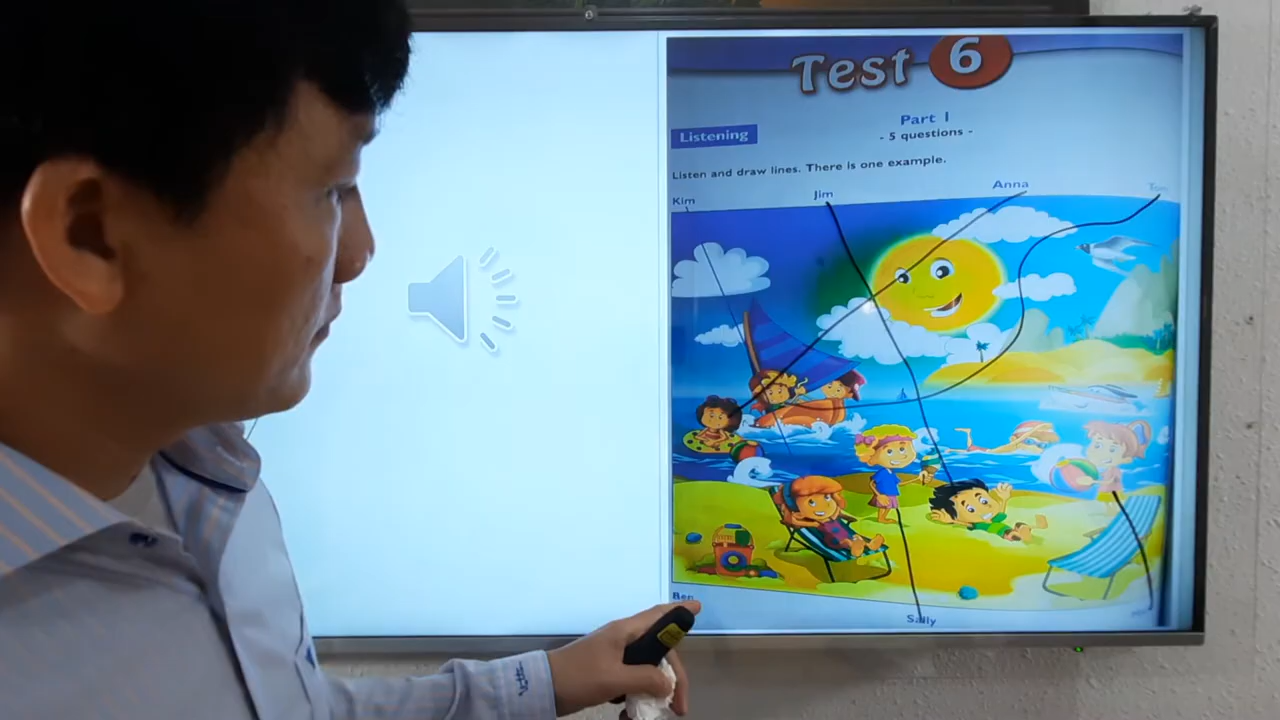 Test 6
Part 1
Listening
- 5 questions -
Listen and draw lines. There is one example.
Kim Jim Anna
Ben
Sally